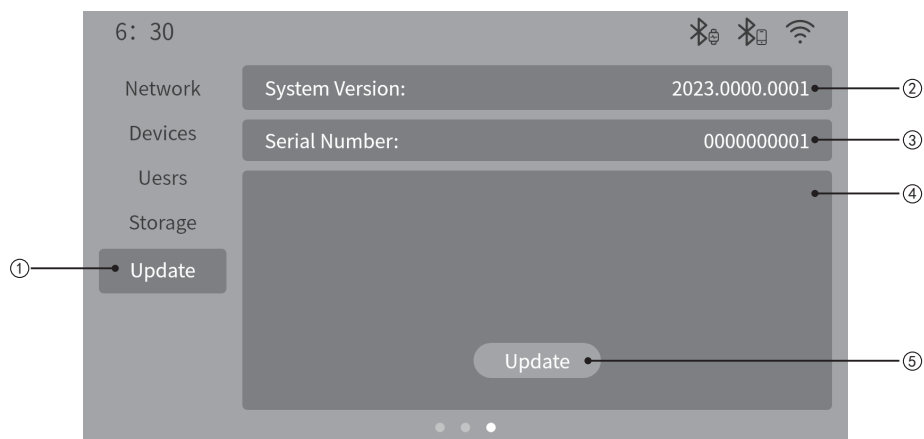 6: 30
Network
Devices
Uesrs
Storage
Update
System Version: 2023.0000.0001
Serial Number: 0000000001
Update
①
②
③
④
⑤